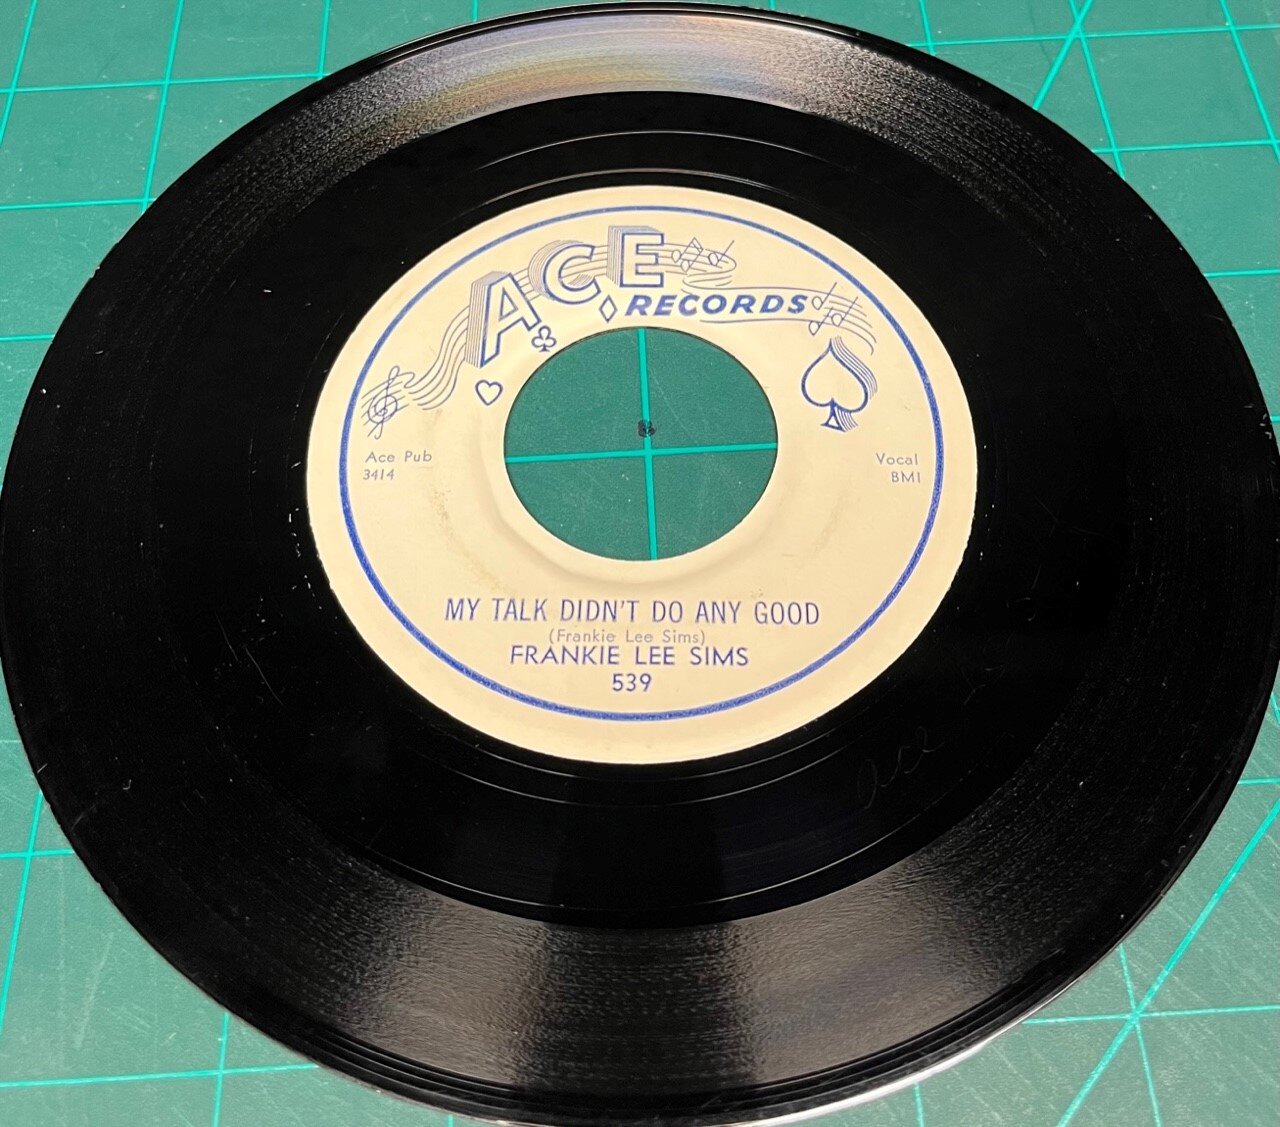 ACE
RECORDS
Ace Pub
3414
Vocal
BMI
MY TALK DIDN'T DO ANY GOOD
(Frankie Lee Sims)
FRANKIE LEE SIMS
539
ace